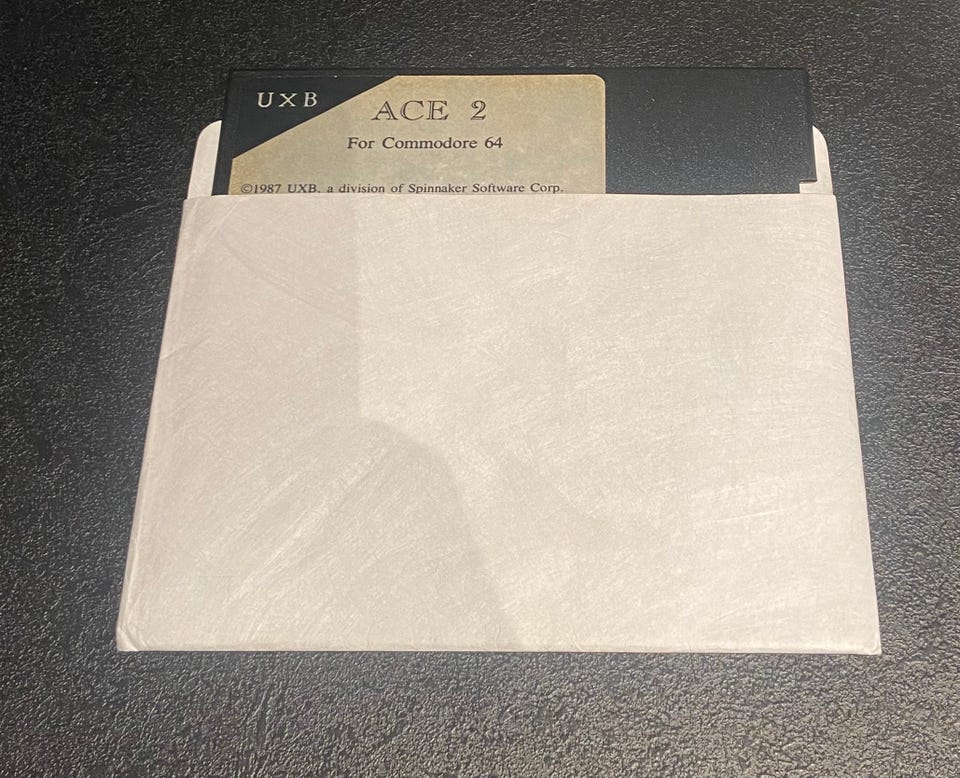 UXB
ACE 2
For Commodore 64
©1987 UXB, a division of Spinnaker Software Corp.